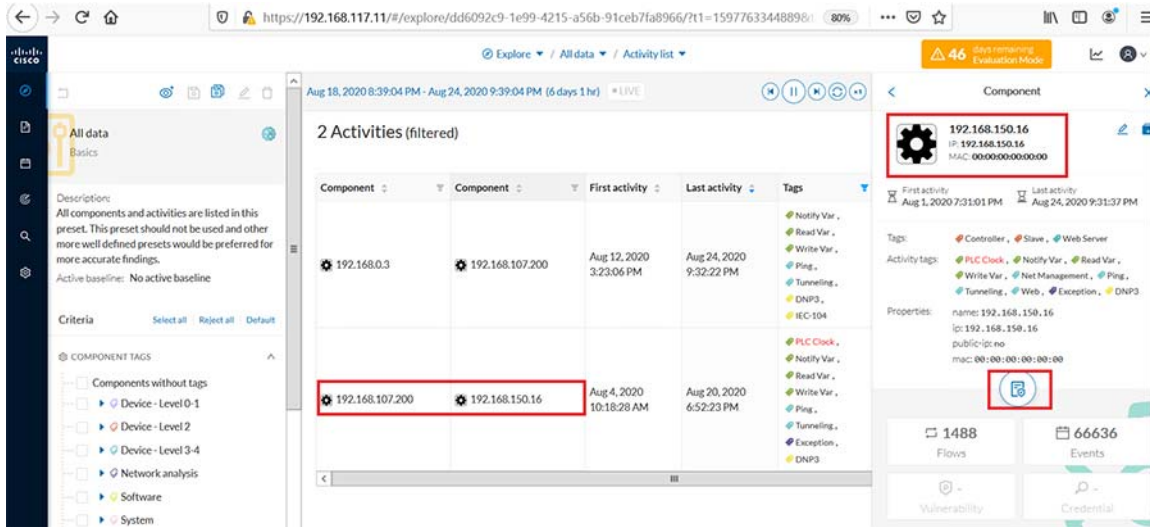 https://192.168.117.11/#/explore/dd6092c9-1e99-4215-a56b-91ceb7fa8966/?t1=15977633448898
80%
cisco
Explore / All data / Activity list
46 days remaining
Evaluation Mode
All data
Basics
Description:
All components and activities are listed in this
preset. This preset should not be used and other
more well defined presets would be preferred for
more accurate findings.
Active baseline: No active baseline
Criteria
Select all Reject all Default
COMPONENT TAGS
Components without tags
Device - Level 0-1
Device - Level 2
Device - Level 3-4
Network analysis
Software
System
Aug 18, 2020 8:39:04 PM - Aug 24, 2020 9:39:04 PM (6 days 1 hr) LIVE
2 Activities (filtered)
Component Component First activity Last activity Tags
192.168.0.3
192.168.107.200
Aug 12, 2020
3:23:06 PM
Aug 24, 2020
9:32:22 PM
Notify Var ,
Read Var ,
Write Var ,
Ping ,
Tunneling ,
DNP3 ,
IEC-104
192.168.107.200
192.168.150.16
Aug 4, 2020
10:18:28 AM
Aug 20, 2020
6:52:23 PM
PLC Clock ,
Notify Var ,
Read Var ,
Write Var ,
Ping ,
Tunneling ,
Exception ,
DNP3
Component
192.168.150.16
IP: 192.168.150.16
MAC: 00:00:00:00:00:00
First activity
Aug 1, 2020 7:31:01 PM
Last activity
Aug 24, 2020 9:31:37 PM
Tags: Controller , Slave , Web Server
Activity tags: PLC Clock , Notify Var , Read Var ,
Write Var , Net Management , Ping ,
Tunneling , Web , Exception , DNP3
Properties: name: 192.168.150.16
ip: 192.168.150.16
public-ip: no
mac: 00:00:00:00:00:00
1488
Flows
66636
Events
-
Vulnerability
-
Credential